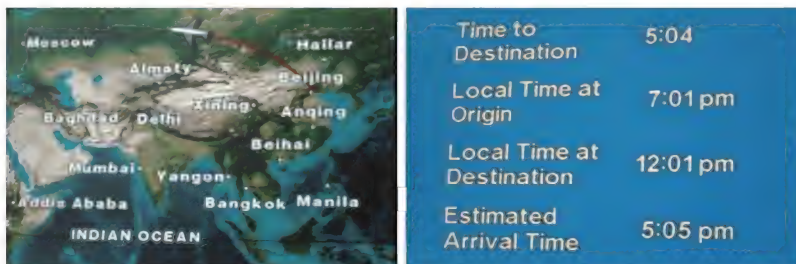 Moscow
Hailar
Almaty
Beijing
Xining
Anqing
Baghdad
Delhi
Beihai
Mumbai
Yangon
Addis Ababa
Bangkok
Manila
INDIAN OCEAN
Time to
Destination
5:04
Local Time at
Origin
7:01 pm
Local Time at
Destination
12:01 pm
Estimated
Arrival Time
5:05 pm